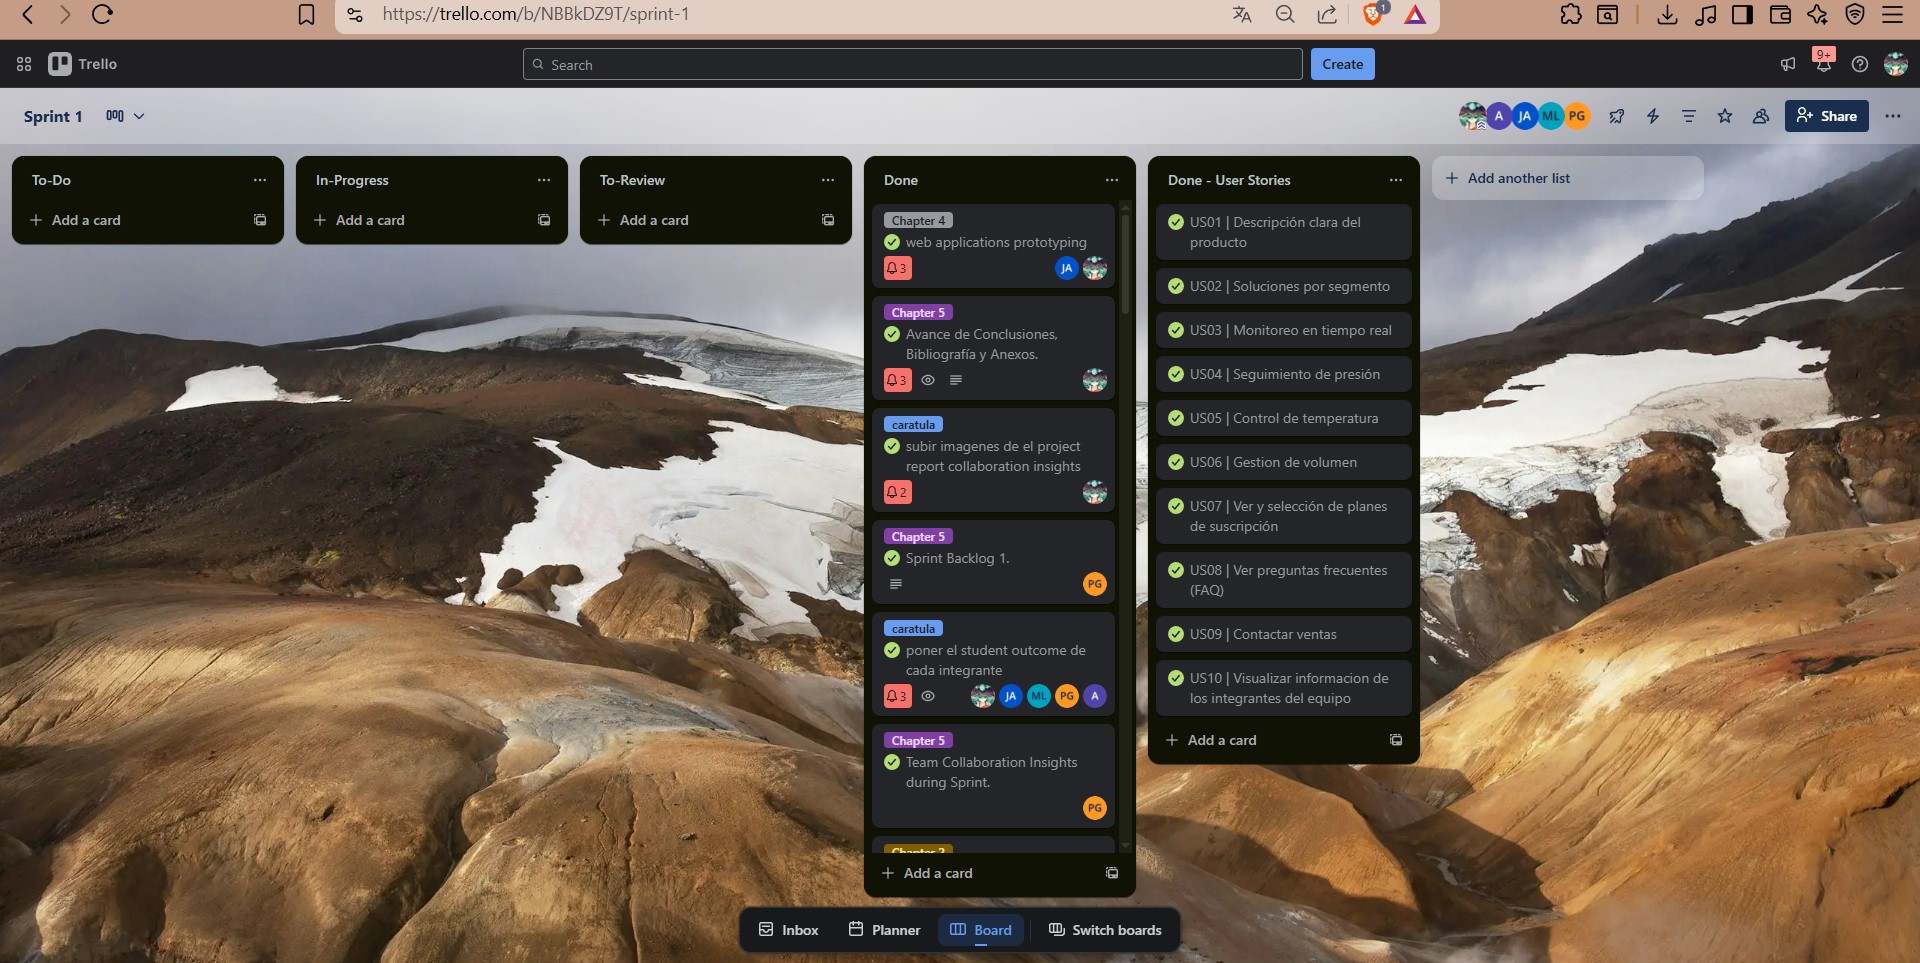 https://trello.com/b/NBBkDZ9T/sprint-1
1
Trello
Search
Create
9+
Sprint 1
A
JA
ML
PG
Share
To-Do
Add a card
In-Progress
Add a card
To-Review
Add a card
Done
Chapter 4
web applications prototyping
3
JA
Chapter 5
Avance de Conclusiones,
Bibliografía y Anexos.
3
caratula
subir imagenes de el project
report collaboration insights
2
Chapter 5
Sprint Backlog 1.
PG
caratula
poner el student outcome de
cada integrante
3
JA
ML
PG
A
Chapter 5
Team Collaboration Insights
during Sprint.
PG
Chapter 2
Add a card
Done - User Stories
US01 | Descripción clara del
producto
US02 | Soluciones por segmento
US03 | Monitoreo en tiempo real
US04 | Seguimiento de presión
US05 | Control de temperatura
US06 | Gestion de volumen
US07 | Ver y selección de planes
de suscripción
US08 | Ver preguntas frecuentes
(FAQ)
US09 | Contactar ventas
US10 | Visualizar informacion de
los integrantes del equipo
Add a card
Add another list
Inbox
Planner
Board
Switch boards